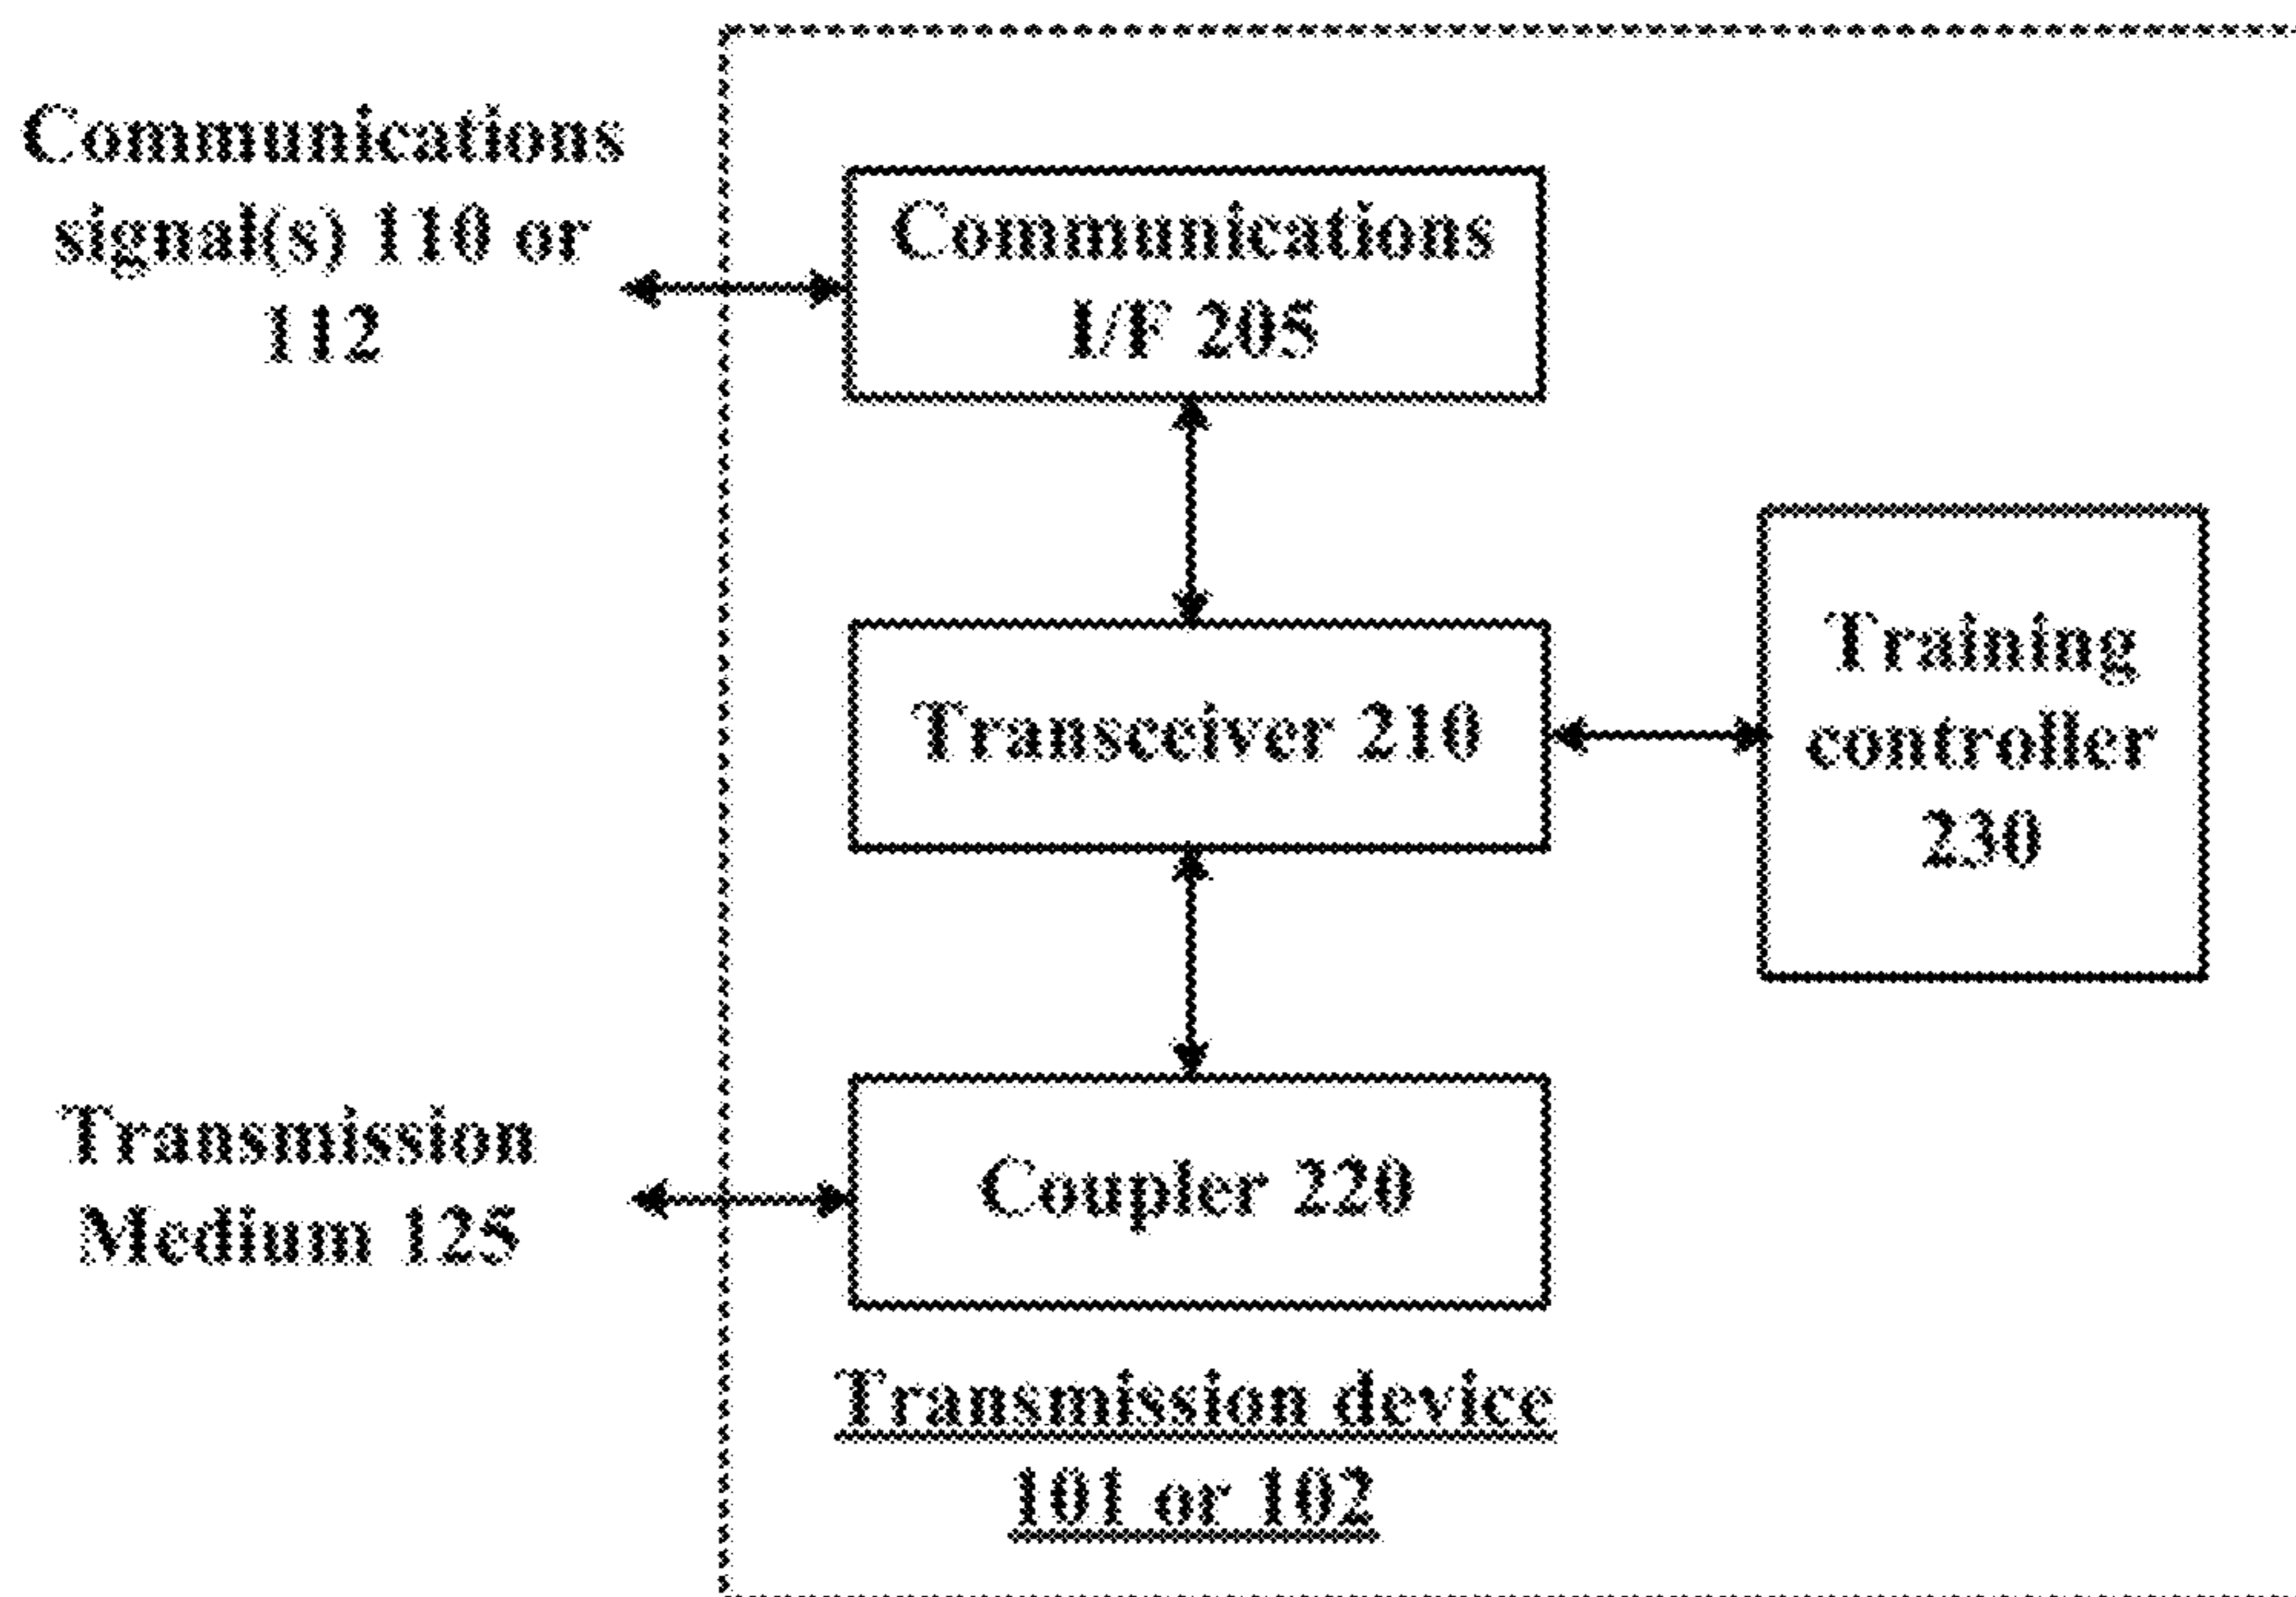 Communications
signal(s) 110 or
112
Communications
I/F 205
Transceiver 210
Training
controller
230
Transmission
Medium 125
Coupler 220
Transmission device
101 or 102